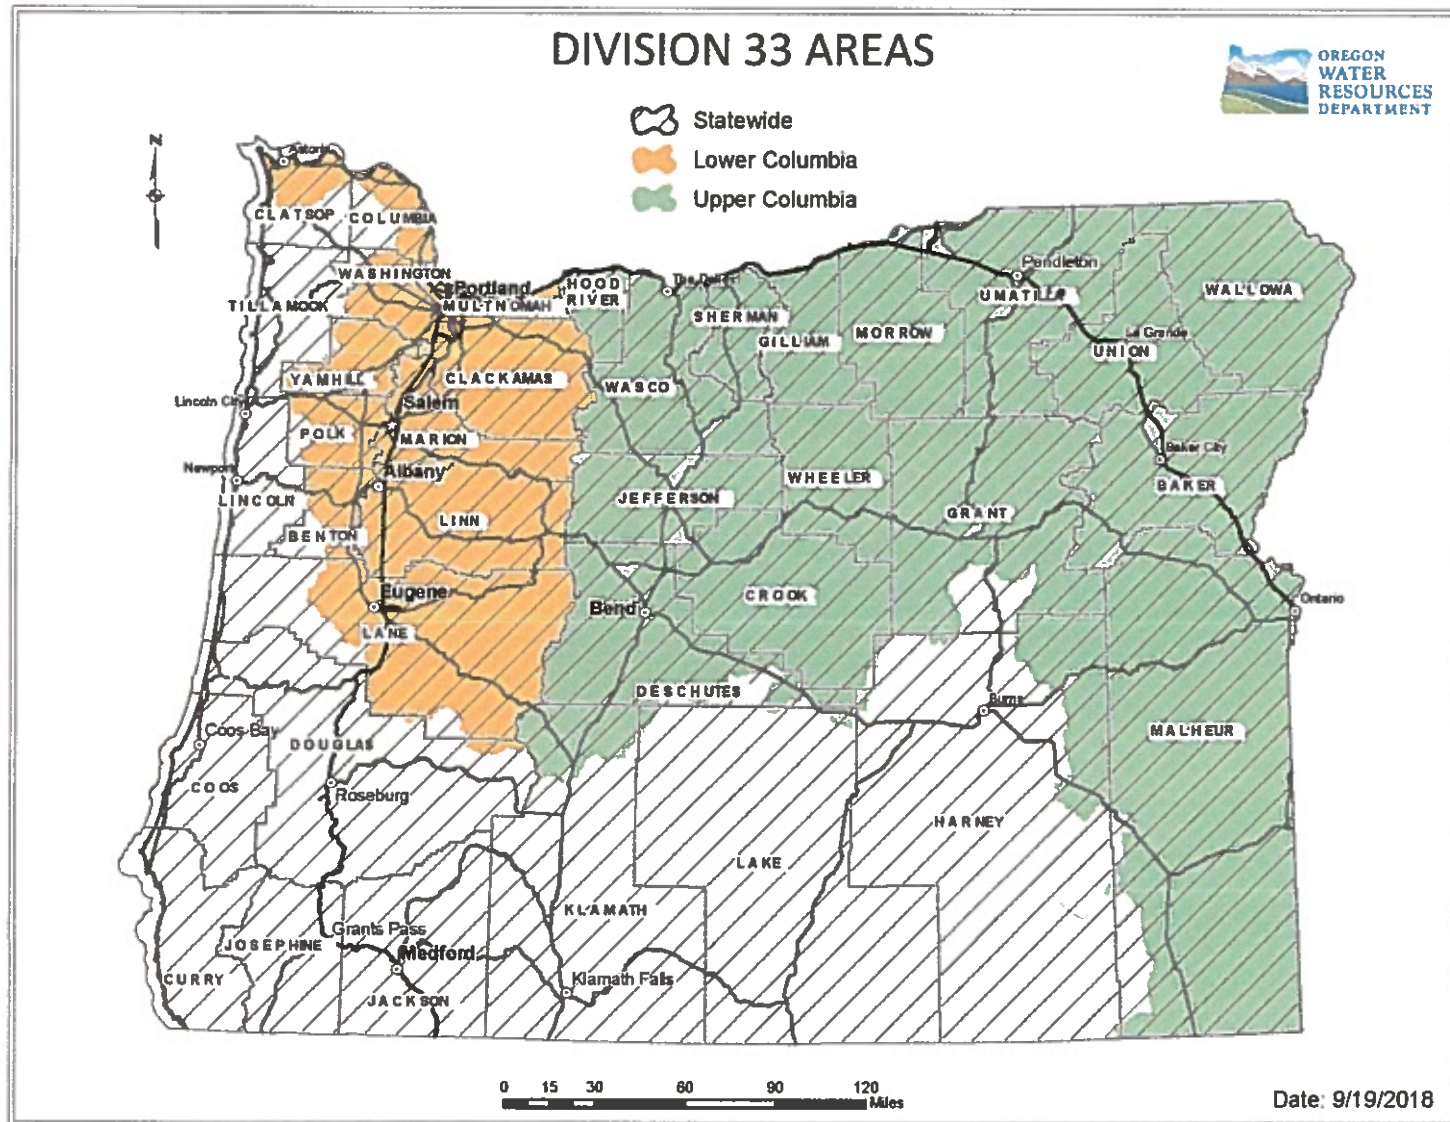 DIVISION 33 AREAS
OREGON
WATER
RESOURCES
DEPARTMENT
Statewide
Lower Columbia
Upper Columbia
N
Astoria
CLATSOP
COLUMBIA
WASHINGTON
Portland
TILLAMOOK
MULTNOMAH
HOOD
RIVER
The Dalles
Pendleton
UMATILLA
WALLOWA
SHERMAN
GILLIAM
MORROW
La Grande
UNION
YAMHILL
CLACKAMAS
WASCO
Lincoln City
Salem
POLK
MARION
Baker City
Newport
Albany
LINCOLN
JEFFERSON
WHEELER
BAKER
LINN
GRANT
BENTON
Eugene
Bend
CROOK
Ontario
LANE
DESCHUTES
Burns
Coos Bay
DOUGLAS
MALHEUR
COOS
Roseburg
HARNEY
LAKE
KLAMATH
Grants Pass
JOSEPHINE
Medford
CURRY
Klamath Falls
JACKSON
0 15 30 60 90 120
Miles
Date: 9/19/2018